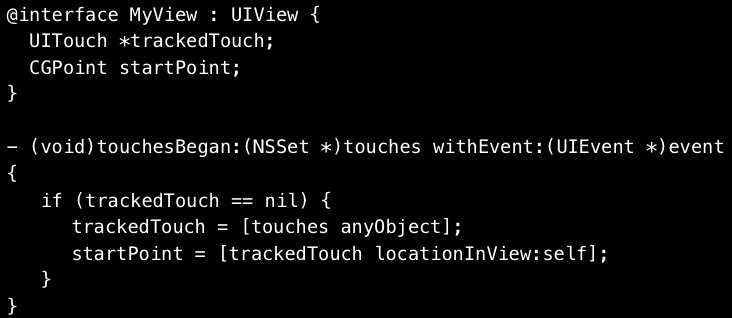 @interface MyView : UIView {
  UITouch *trackedTouch;
  CGPoint startPoint;
}

- (void)touchesBegan:(NSSet *)touches withEvent:(UIEvent *)event
{
   if (trackedTouch == nil) {
      trackedTouch = [touches anyObject];
      startPoint = [trackedTouch locationInView:self];
   }
}